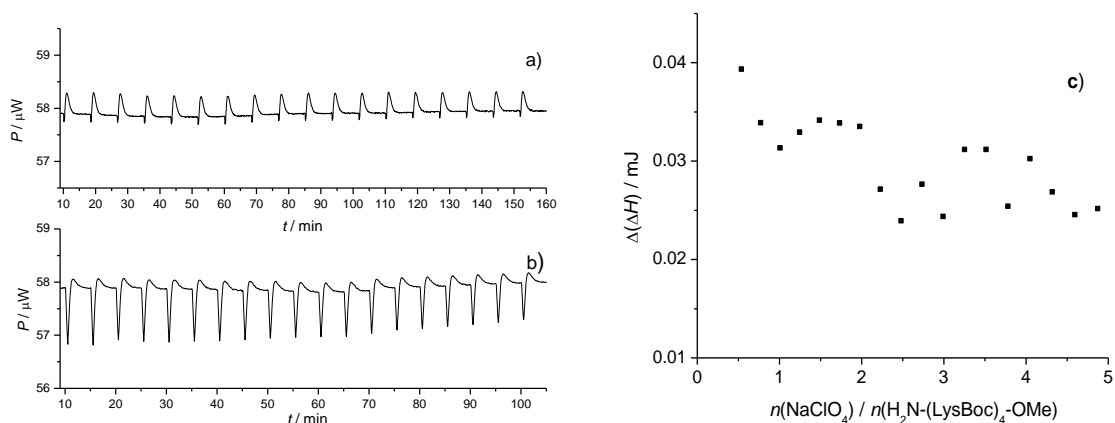 a)
59
58
57
P / μW
10 20 30 40 50 60 70 80 90 100 110 120 130 140 150 160
t / min
b)
59
58
57
56
P / μW
10 20 30 40 50 60 70 80 90 100
t / min
c)
0.04
0.03
0.02
0.01
Δ(ΔH) / mJ
0 1 2 3 4 5
n(NaClO₄) / n(H₂N-(LysBoc)₄-OMe)